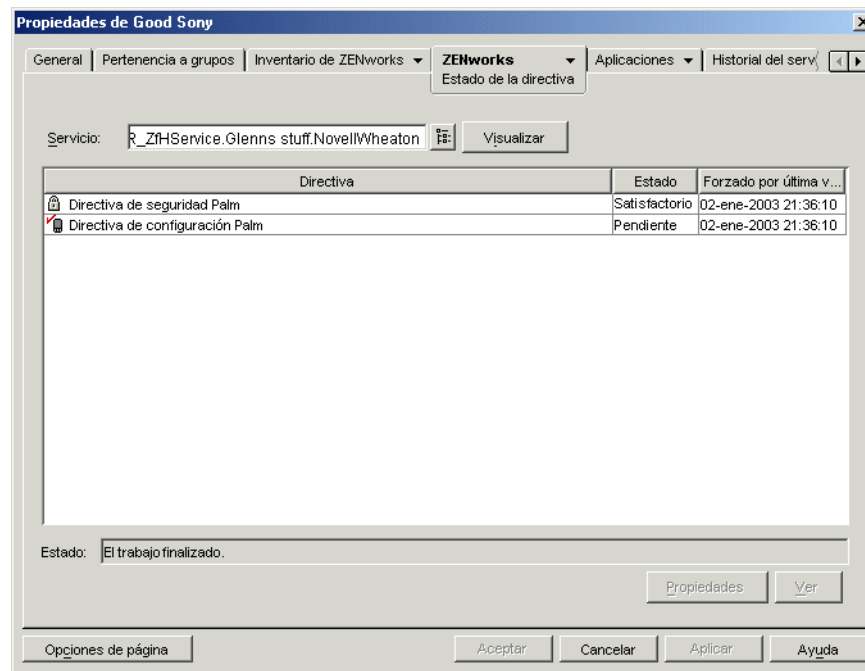 Propiedades de Good Sony
General Pertenencia a grupos Inventario de ZENworks ZENworks Aplicaciones Historial del serv
Estado de la directiva
Servicio: R_ZfHService.Glenns stuff.NovellWheaton Visualizar
Directiva Estado Forzado por última v...
Directiva de seguridad Palm Satisfactorio 02-ene-2003 21:36:10
Directiva de configuración Palm Pendiente 02-ene-2003 21:36:10
Estado: El trabajo finalizado.
Propiedades Ver
Opciones de página Aceptar Cancelar Aplicar Ayuda